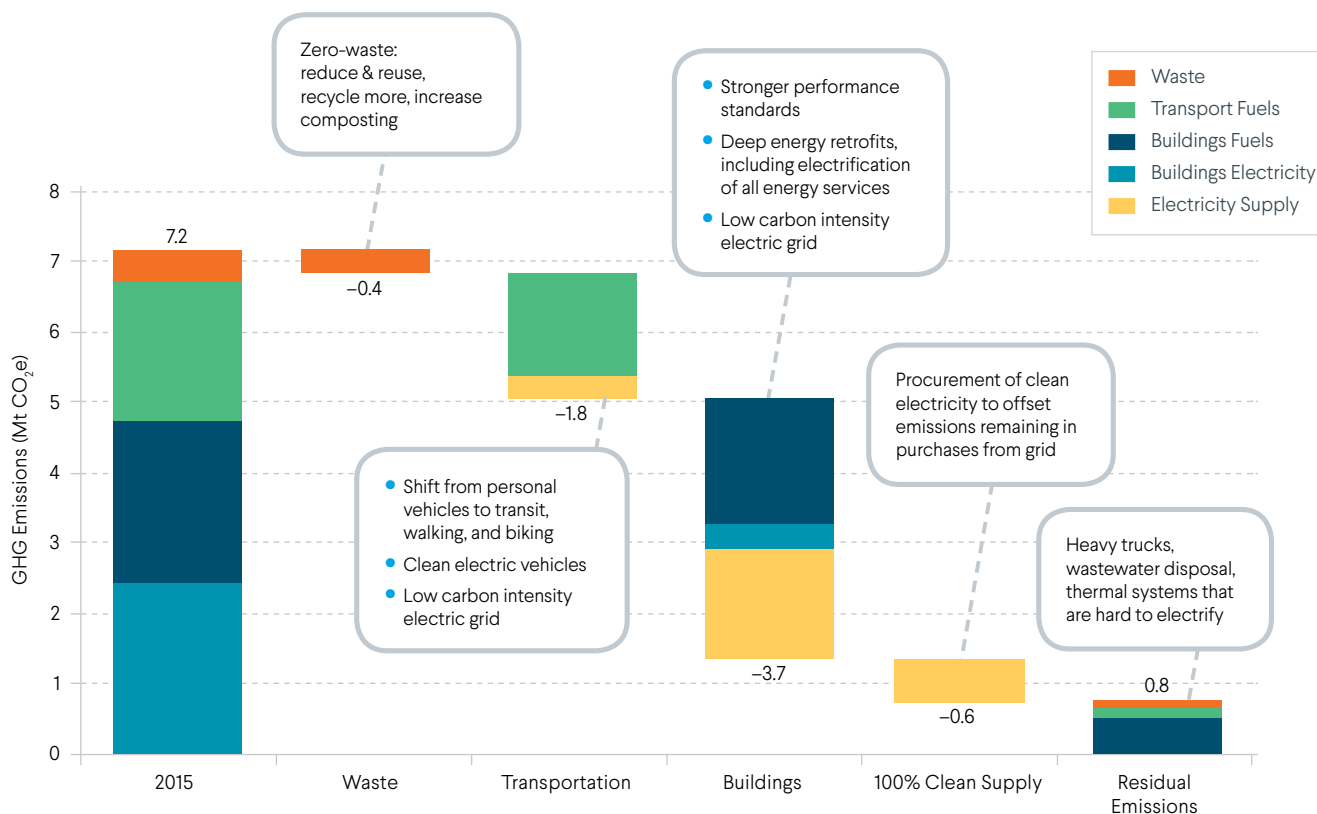 Zero-waste:
reduce & reuse,
recycle more, increase
composting
Stronger performance
standards
Deep energy retrofits,
including electrification
of all energy services
Low carbon intensity
electric grid
Waste
Transport Fuels
Buildings Fuels
Buildings Electricity
Electricity Supply
GHG Emissions (Mt CO₂e)
8
7
6
5
4
3
2
1
0
7.2
–0.4
–1.8
–3.7
–0.6
0.8
Shift from personal
vehicles to transit,
walking, and biking
Clean electric vehicles
Low carbon intensity
electric grid
Procurement of clean
electricity to offset
emissions remaining in
purchases from grid
Heavy trucks,
wastewater disposal,
thermal systems that
are hard to electrify
2015
Waste
Transportation
Buildings
100% Clean Supply
Residual
Emissions